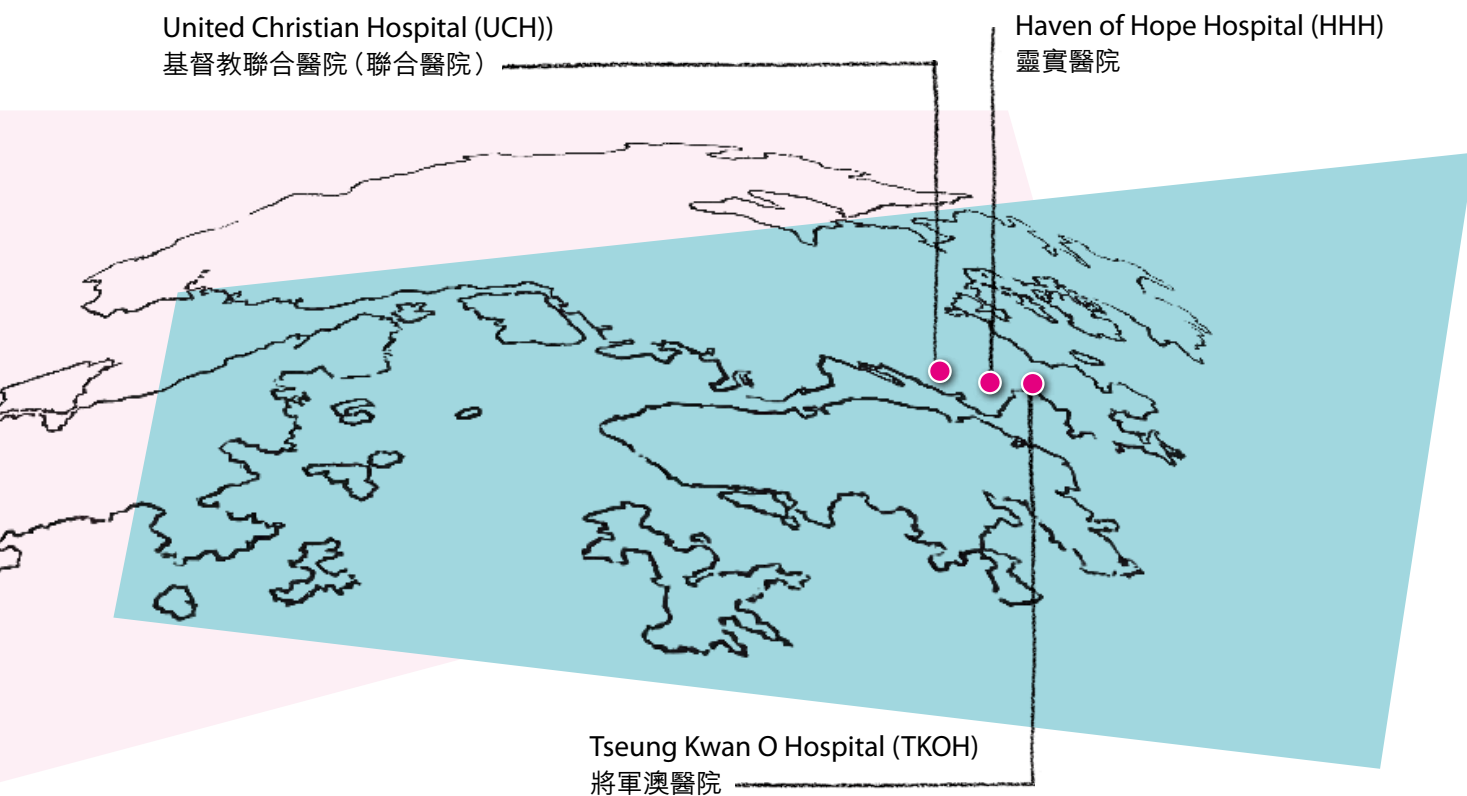 United Christian Hospital (UCH))
基督教聯合醫院（聯合醫院）
Haven of Hope Hospital (HHH)
靈實醫院
Tseung Kwan O Hospital (TKOH)
將軍澳醫院